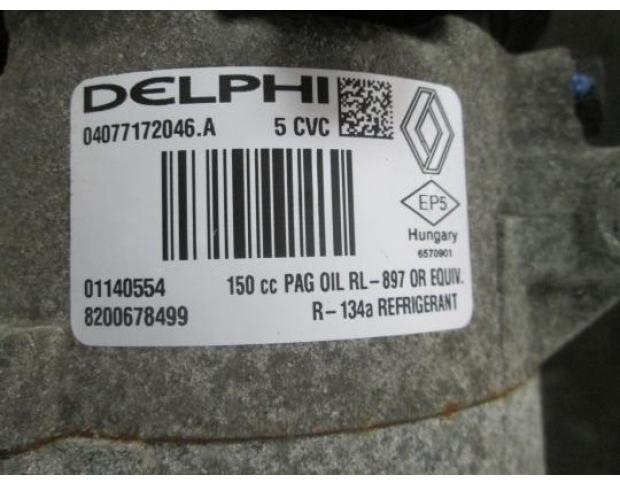 DELPHI
04077172046.A 5 CVC
EP5
Hungary
6570901
01140554 150 cc PAG OIL RL-897 OR EQUIV.
8200678499 R-134a REFRIGERANT